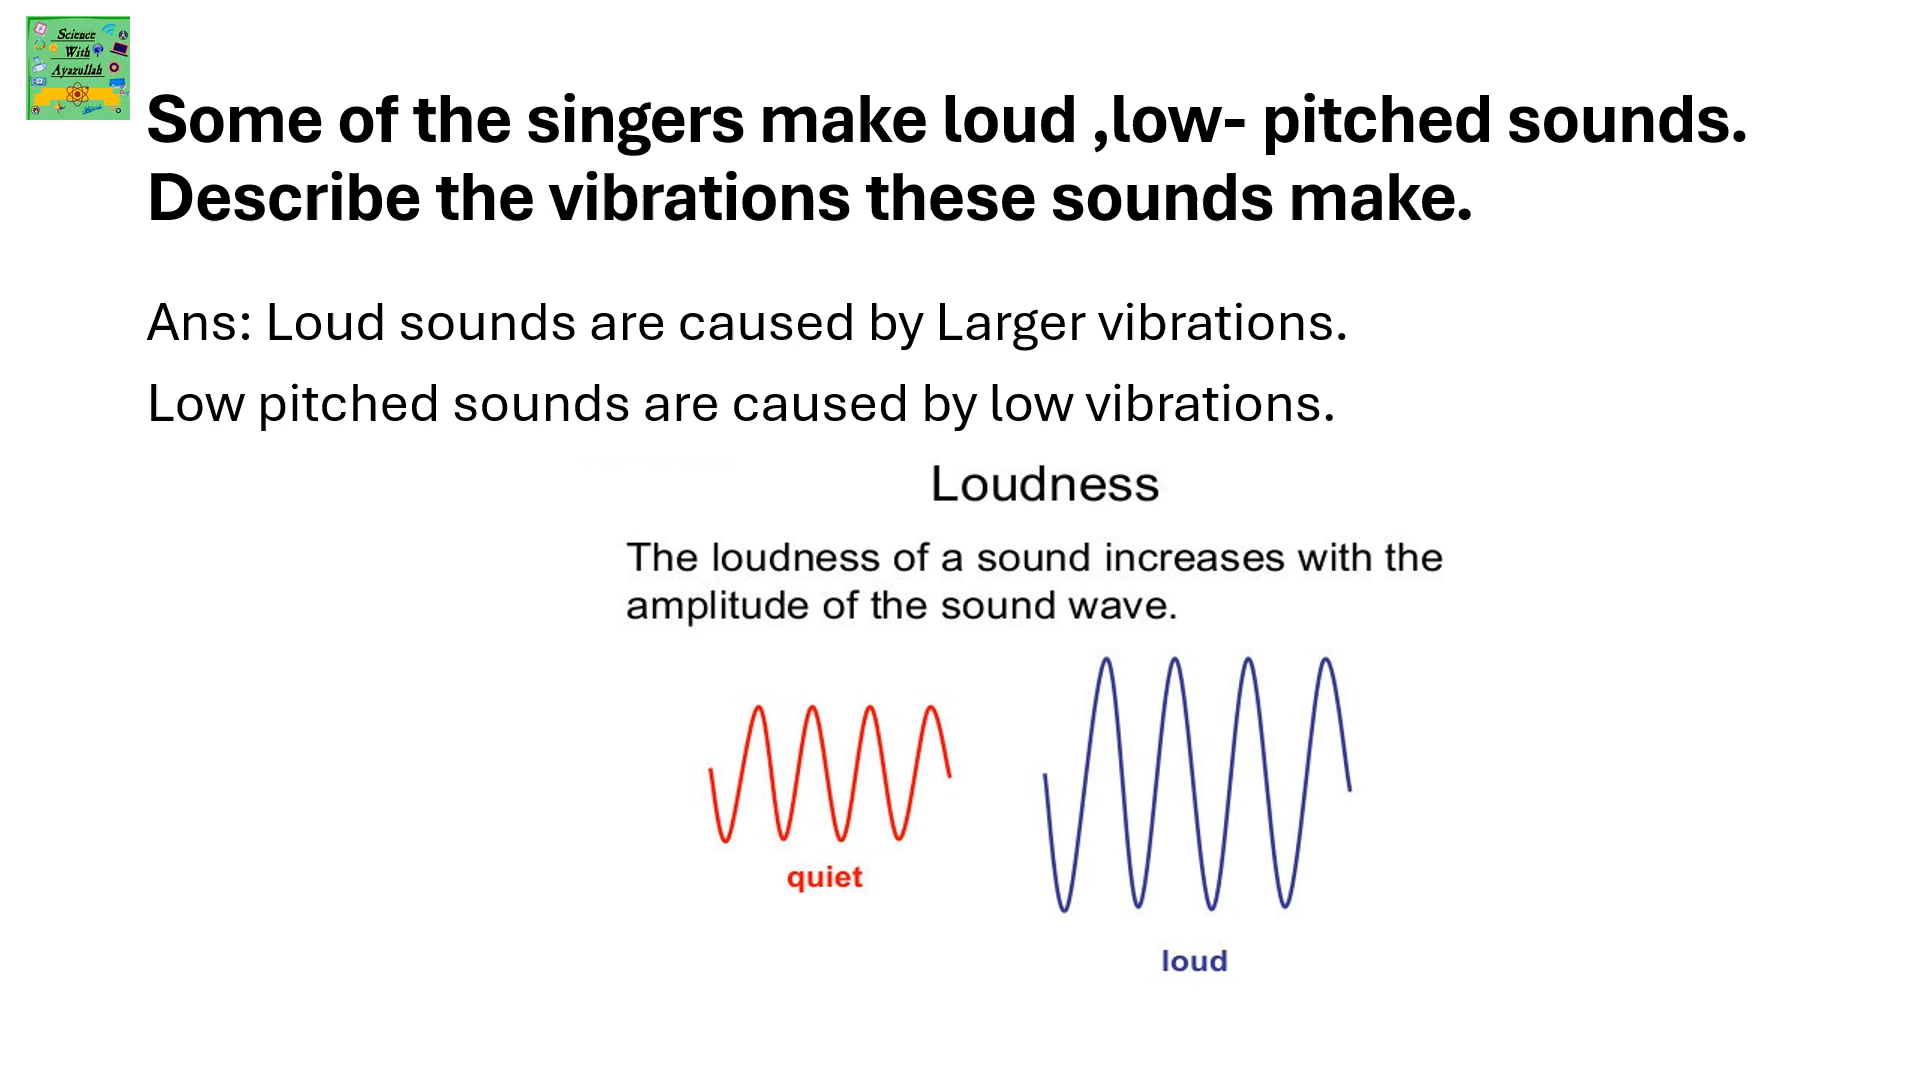 Science
With
Ayazullah
Some of the singers make loud ,low- pitched sounds.
Describe the vibrations these sounds make.
Ans: Loud sounds are caused by Larger vibrations.
Low pitched sounds are caused by low vibrations.
Loudness
The loudness of a sound increases with the
amplitude of the sound wave.
quiet
loud